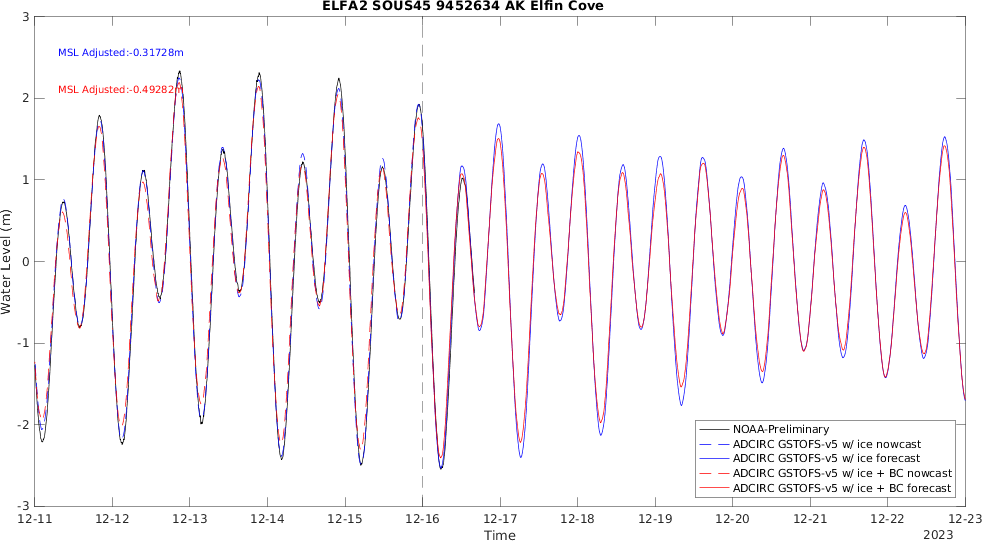 ELFA2 SOUS45 9452634 AK Elfin Cove
3
MSL Adjusted:-0.31728m
MSL Adjusted:-0.49282m
2
1
0
-1
-2
-3
Water Level (m)
NOAA-Preliminary
ADCIRC GSTOFS-v5 w/ ice nowcast
ADCIRC GSTOFS-v5 w/ ice forecast
ADCIRC GSTOFS-v5 w/ ice + BC nowcast
ADCIRC GSTOFS-v5 w/ ice + BC forecast
12-11 12-12 12-13 12-14 12-15 12-16 12-17 12-18 12-19 12-20 12-21 12-22 12-23
Time
2023